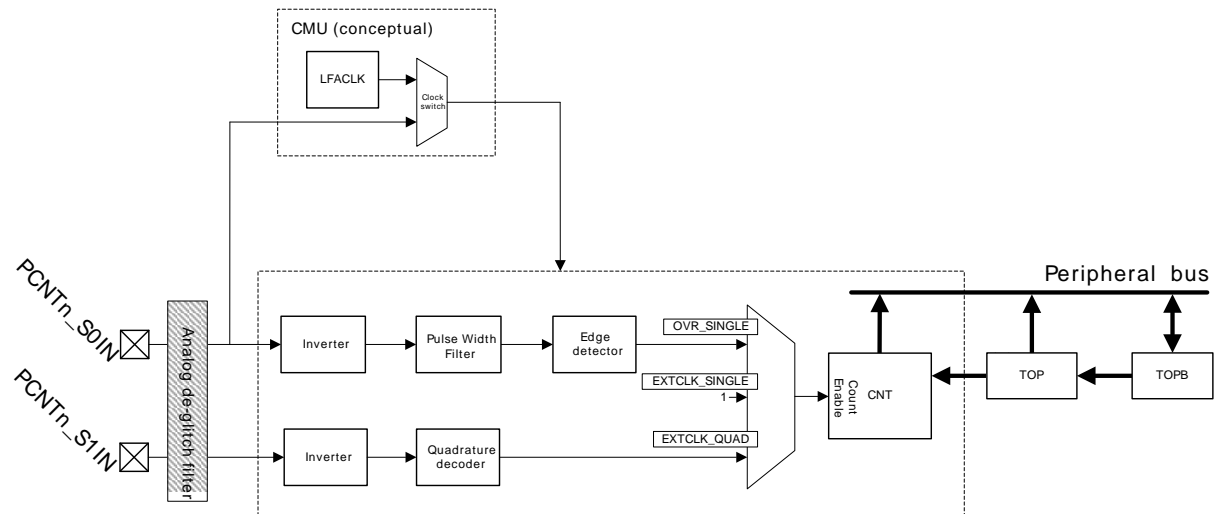 CMU (conceptual)
LFACLK
Clock
switch
PCNTn_S0IN
PCNTn_S1IN
Analog de-glitch filter
Inverter
Pulse Width
Filter
Edge
detector
OVR_SINGLE
EXTCLK_SINGLE
1
EXTCLK_QUAD
Inverter
Quadrature
decoder
Count
Enable
CNT
Peripheral bus
TOP
TOPB